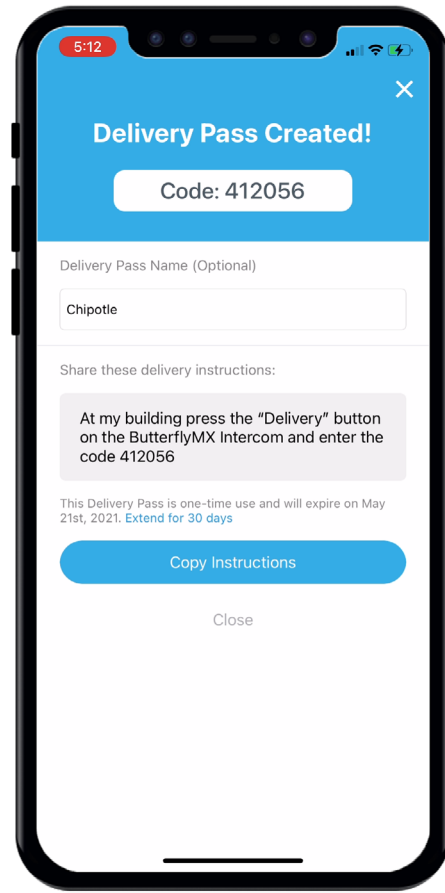 5:12
Delivery Pass Created!
Code: 412056
Delivery Pass Name (Optional)
Chipotle
Share these delivery instructions:
At my building press the “Delivery” button
on the ButterflyMX Intercom and enter the
code 412056
This Delivery Pass is one-time use and will expire on May
21st, 2021. Extend for 30 days
Copy Instructions
Close